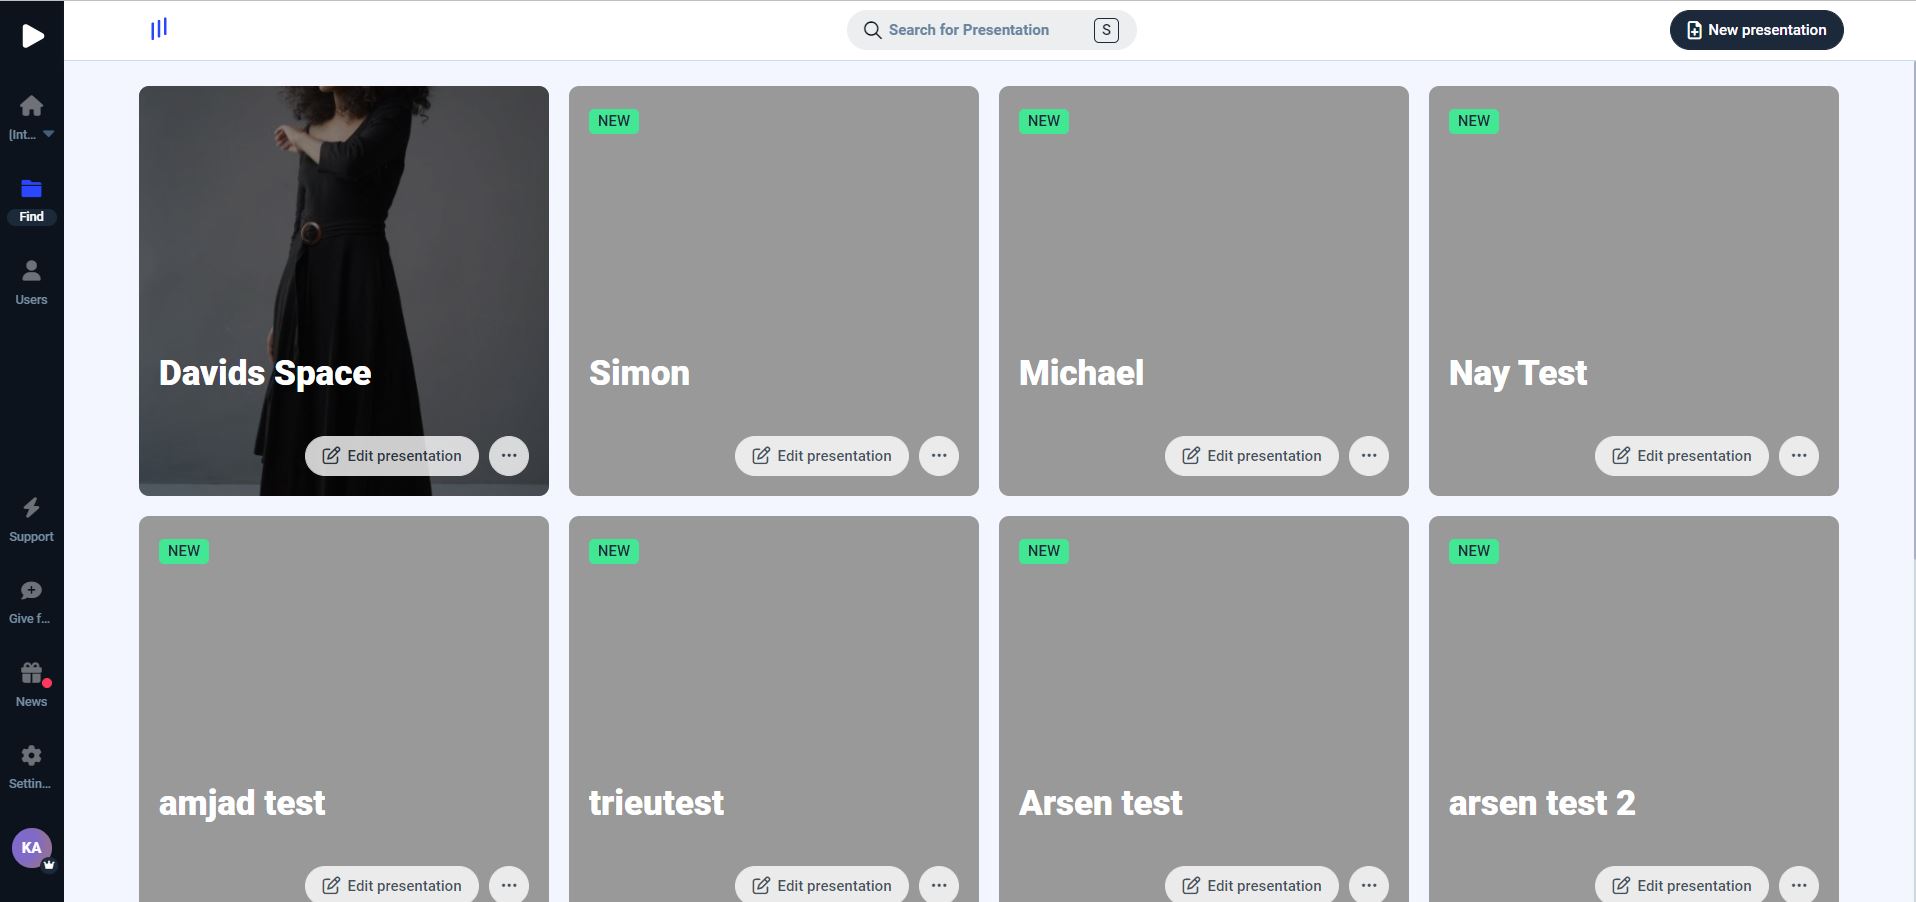 Search for Presentation
S
New presentation
[Int...
Find
Users
Support
Give f...
News
Settin...
KA
Davids Space
Edit presentation
NEW
Simon
Edit presentation
NEW
Michael
Edit presentation
NEW
Nay Test
Edit presentation
NEW
amjad test
Edit presentation
NEW
trieutest
Edit presentation
NEW
Arsen test
Edit presentation
NEW
arsen test 2
Edit presentation